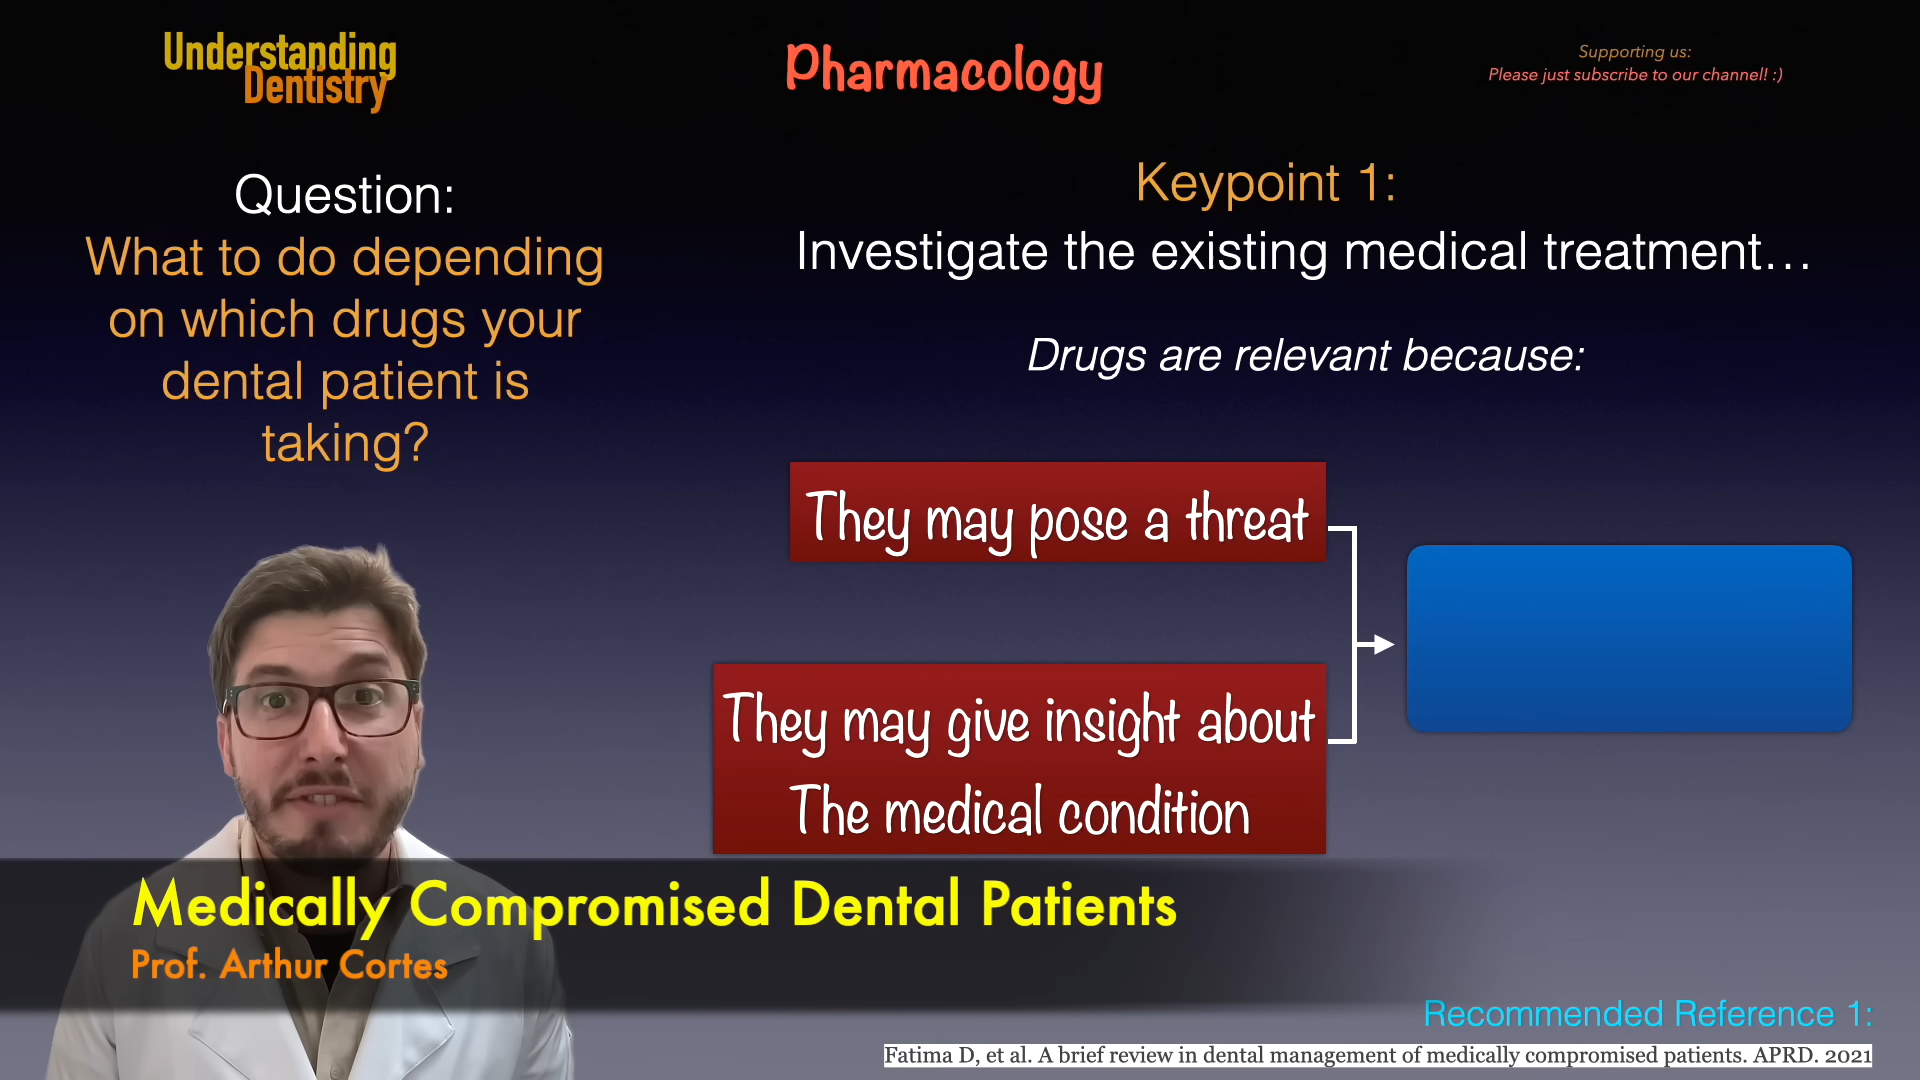 Understanding
Dentistry
Pharmacology
Supporting us:
Please just subscribe to our channel! :)
Question:
What to do depending
on which drugs your
dental patient is
taking?
Keypoint 1:
Investigate the existing medical treatment…
Drugs are relevant because:
They may pose a threat
They may give insight about
The medical condition
Medically Compromised Dental Patients
Prof. Arthur Cortes
Recommended Reference 1:
Fatima D, et al. A brief review in dental management of medically compromised patients. APRD. 2021